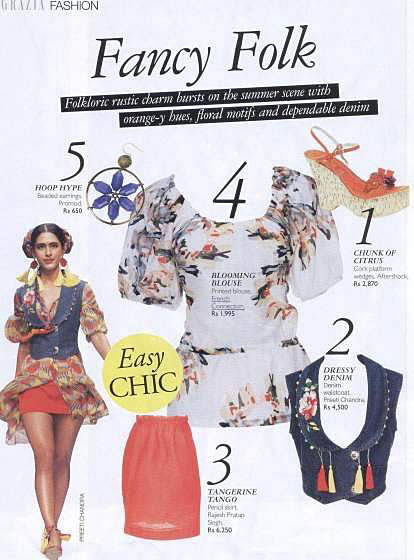 GRAZIA FASHION
Fancy Folk
Folkloric rustic charm bursts on the summer scene with
orange-y hues, floral motifs and dependable denim
5
HOOP HYPE
Beaded earrings,
Promod,
Rs 650
4
BLOOMING
BLOUSE
Printed blouse,
French
Connection,
Rs 1,995
1
CHUNK OF
CITRUS
Cork platform
wedges, Aftershock,
Rs 2,870
2
DRESSY
DENIM
Denim
waistcoat,
Preeti Chandra,
Rs 4,500
Easy
CHIC
3
TANGERINE
TANGO
Pencil skirt,
Rajesh Pratap
Singh,
Rs 6,250
PREETI CHANDRA